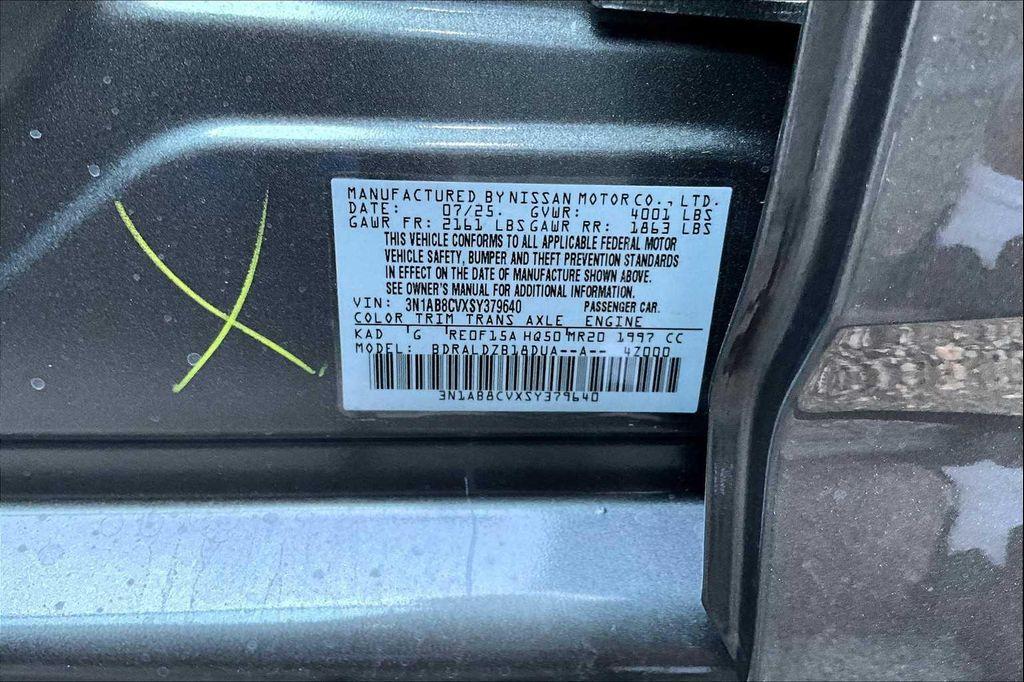 MANUFACTURED BY NISSAN MOTOR CO., LTD.
DATE: 07/25. GVWR: 4001 LBS
GAWR FR: 2161 LBS GAWR RR: 1863 LBS
THIS VEHICLE CONFORMS TO ALL APPLICABLE FEDERAL MOTOR
VEHICLE SAFETY, BUMPER AND THEFT PREVENTION STANDARDS
IN EFFECT ON THE DATE OF MANUFACTURE SHOWN ABOVE.
SEE OWNER'S MANUAL FOR ADDITIONAL INFORMATION.
VIN: 3N1AB8CVXSY379640 PASSENGER CAR.
COLOR TRIM TRANS AXLE ENGINE
KAD G RE0F15A HQ50 MR20 1997 CC
MODEL: BDRALDZB18DUA--A-- 4Z000
3N1AB8CVXSY379640